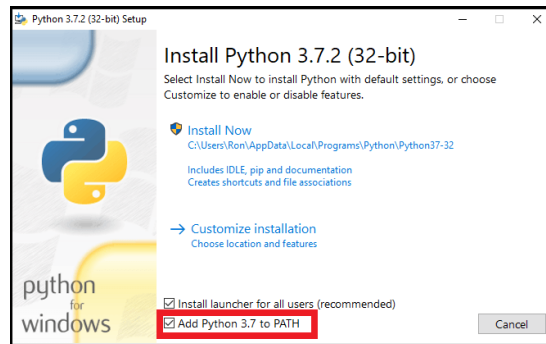 Python 3.7.2 (32-bit) Setup
Install Python 3.7.2 (32-bit)
Select Install Now to install Python with default settings, or choose
Customize to enable or disable features.
Install Now
C:\Users\Ron\AppData\Local\Programs\Python\Python37-32
Includes IDLE, pip and documentation
Creates shortcuts and file associations
Customize installation
Choose location and features
python
for
windows
Install launcher for all users (recommended)
Add Python 3.7 to PATH
Cancel